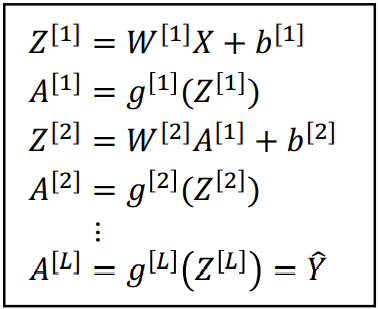 Z^[1] = W^[1]X + b^[1]
A^[1] = g^[1](Z^[1])
Z^[2] = W^[2]A^[1] + b^[2]
A^[2] = g^[2](Z^[2])
⋮
A^[L] = g^[L](Z^[L]) = Ŷ